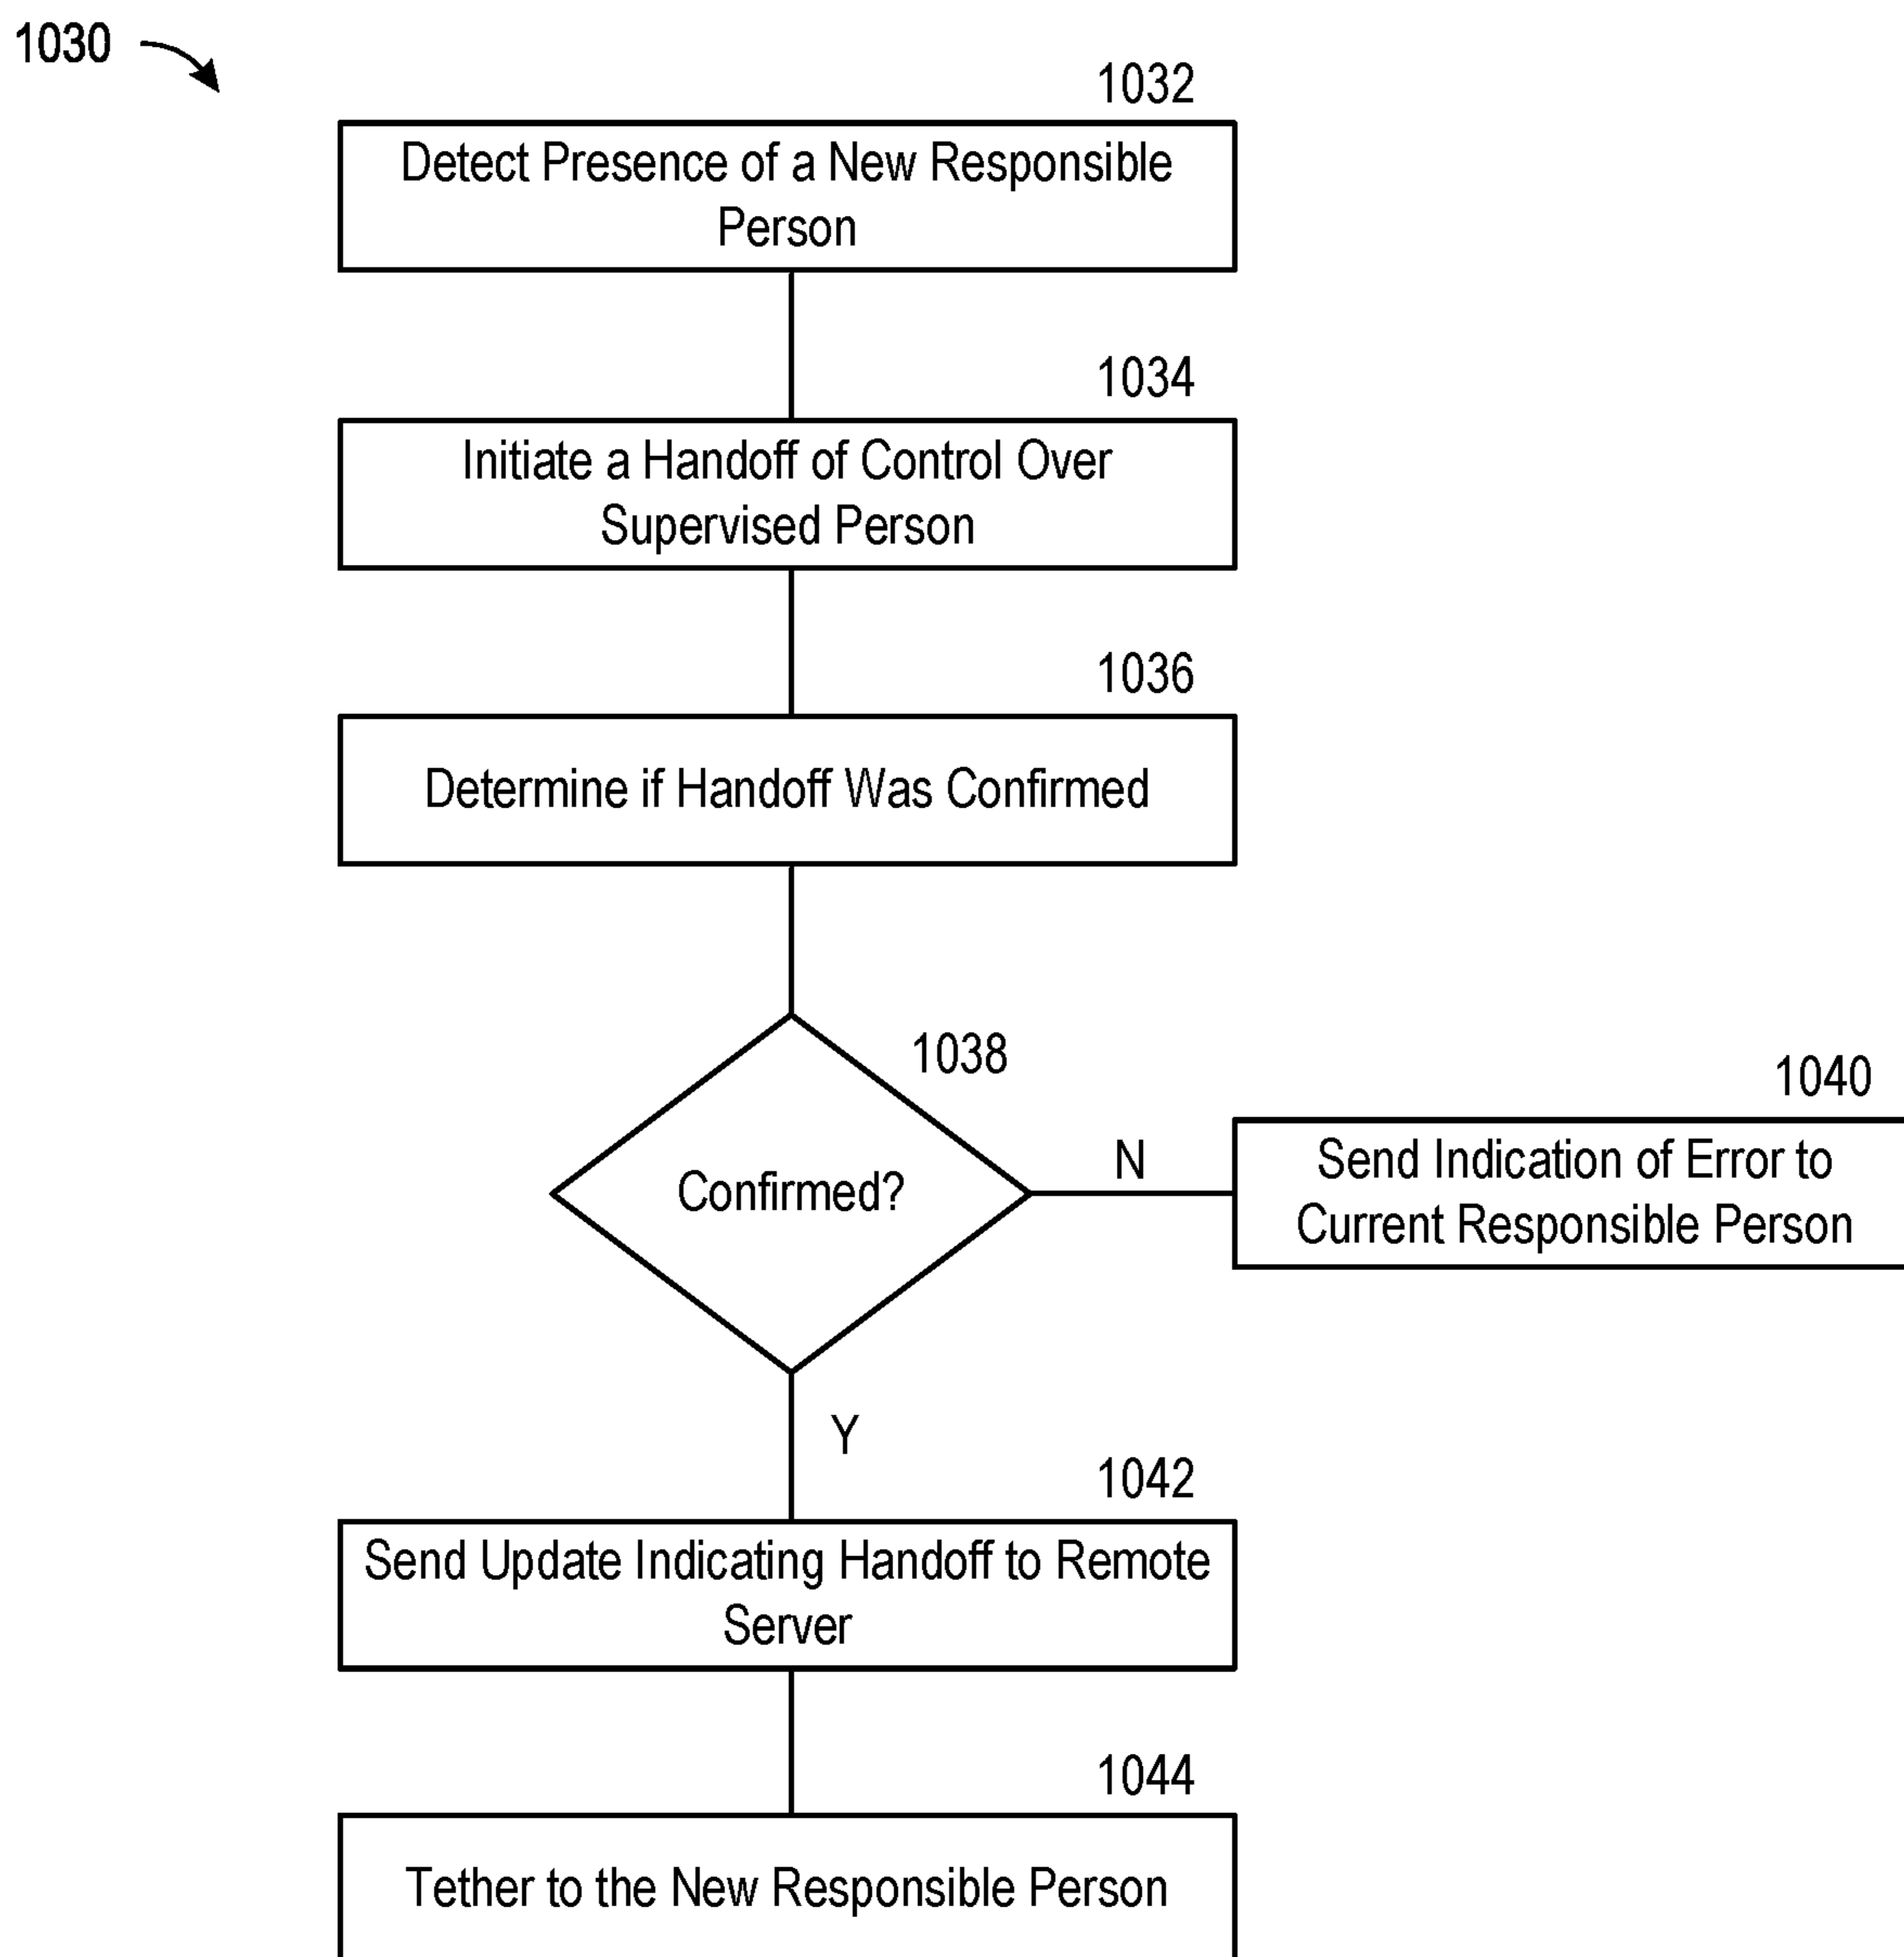 1030
1032
Detect Presence of a New Responsible
Person
1034
Initiate a Handoff of Control Over
Supervised Person
1036
Determine if Handoff Was Confirmed
1038
Confirmed?
N
1040
Send Indication of Error to
Current Responsible Person
Y
1042
Send Update Indicating Handoff to Remote
Server
1044
Tether to the New Responsible Person